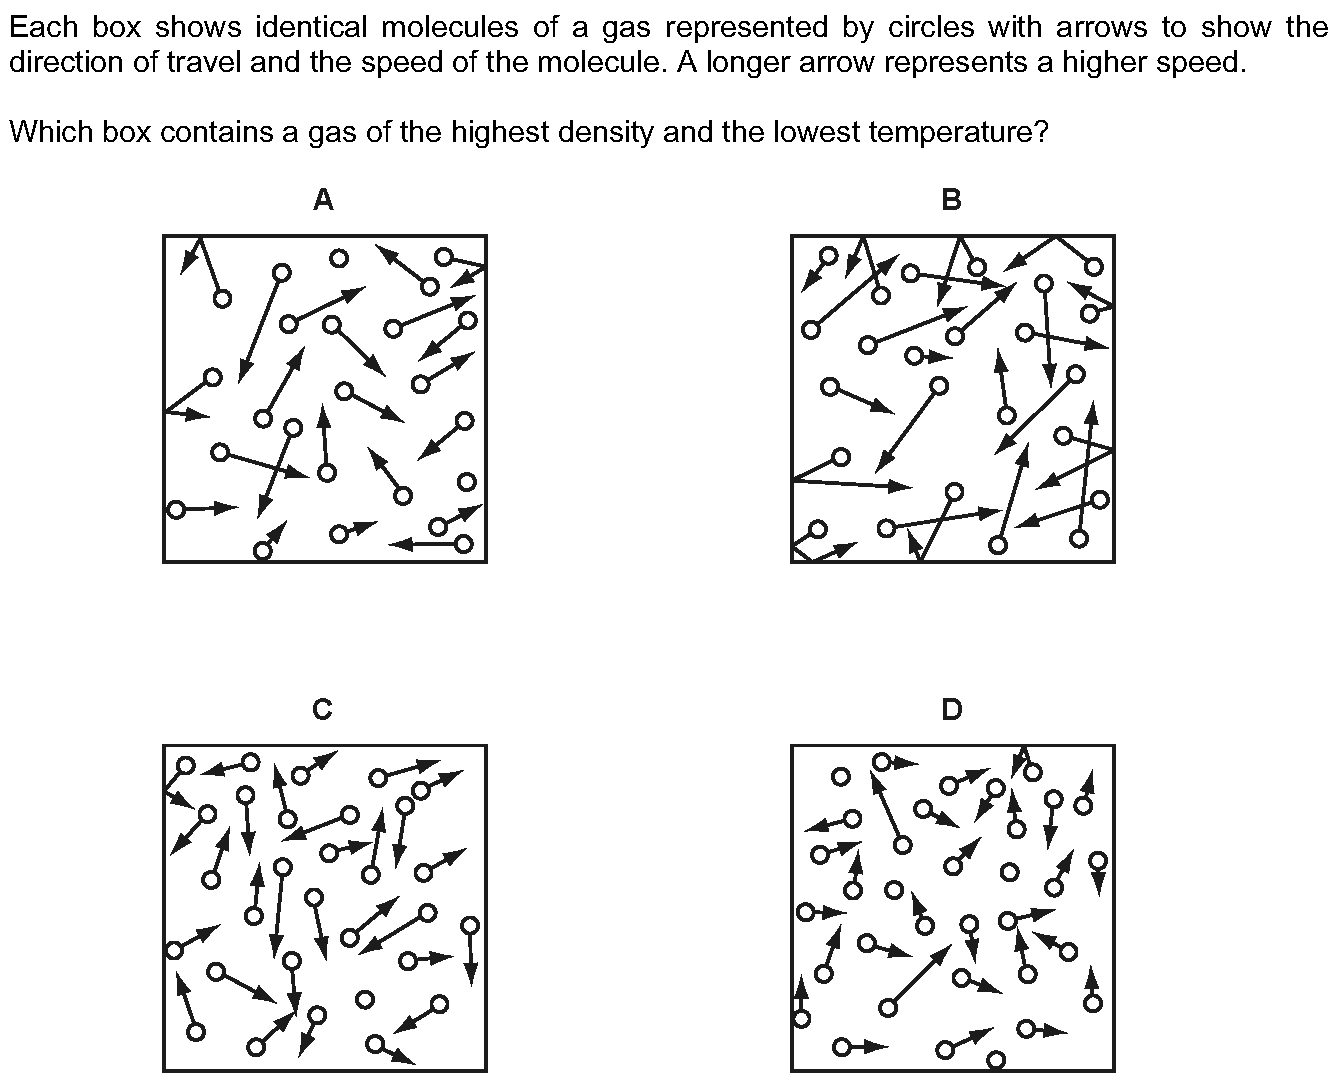 Each box shows identical molecules of a gas represented by circles with arrows to show the
direction of travel and the speed of the molecule. A longer arrow represents a higher speed.
Which box contains a gas of the highest density and the lowest temperature?
A
B
C
D